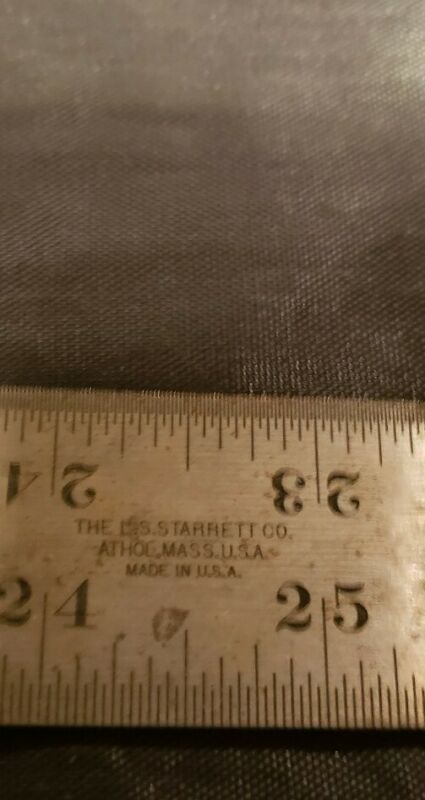 24 23
THE L.S. STARRETT CO.
ATHOL, MASS. U.S.A.
MADE IN U.S.A.
24 25